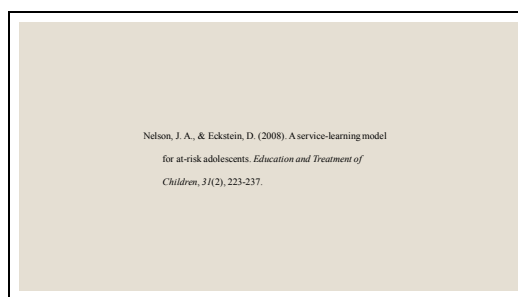 Nelson, J. A., & Eckstein, D. (2008). A service-learning model
for at-risk adolescents. Education and Treatment of
Children, 31(2), 223-237.